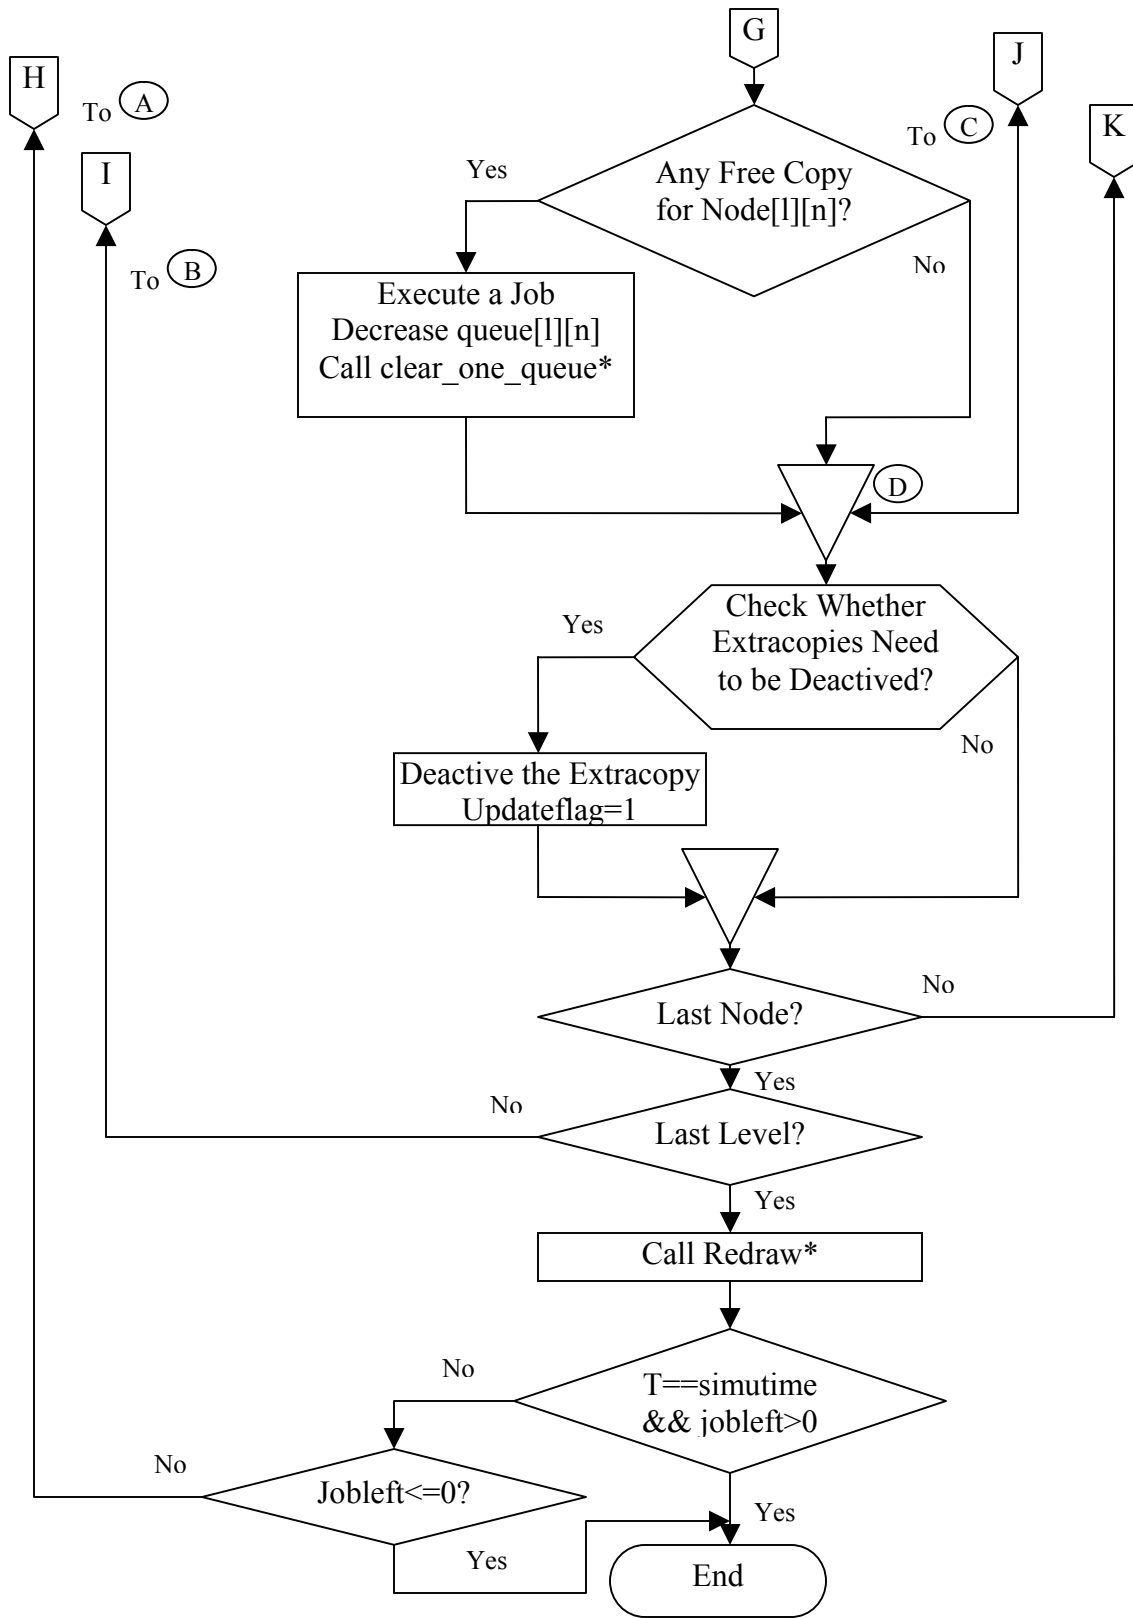 G
H
To A
J
K
To C
I
Yes
Any Free Copy
for Node[l][n]?
No
To B
Execute a Job
Decrease queue[l][n]
Call clear_one_queue*
D
Check Whether
Extracopies Need
to be Deactived?
Yes
No
Deactive the Extracopy
Updateflag=1
Last Node?
No
Yes
No
Last Level?
Yes
Call Redraw*
No
T==simutime
&& jobleft>0
No
Jobleft<=0?
Yes
Yes
End